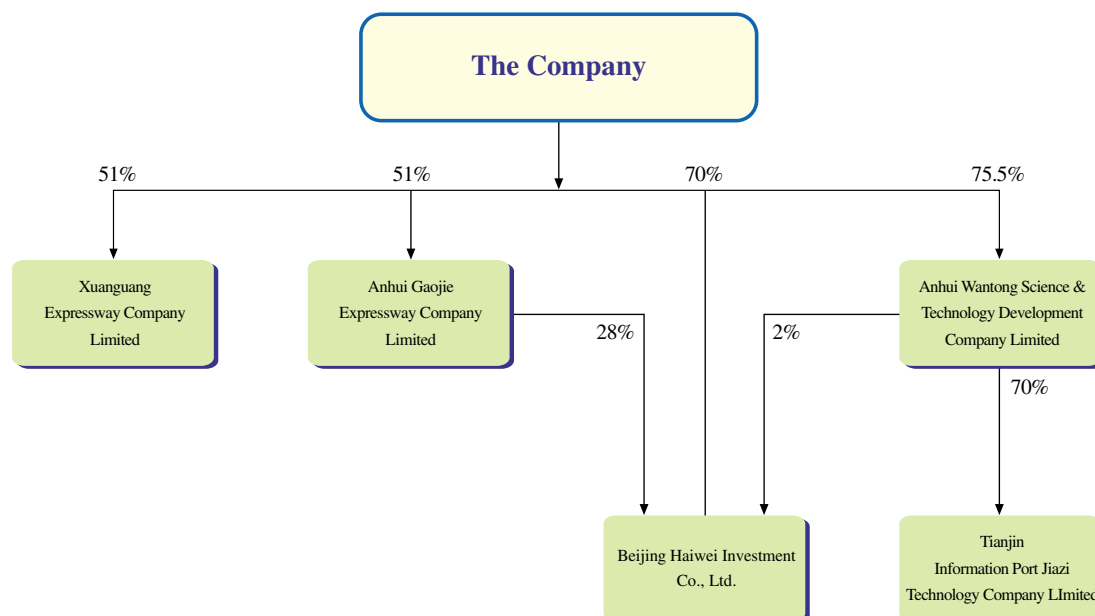 The Company
51%
51%
70%
75.5%
Xuanguang
Expressway Company
Limited
Anhui Gaojie
Expressway Company
Limited
Anhui Wantong Science &
Technology Development
Company Limited
28%
2%
70%
Beijing Haiwei Investment
Co., Ltd.
Tianjin
Information Port Jiazi
Technology Company LImited